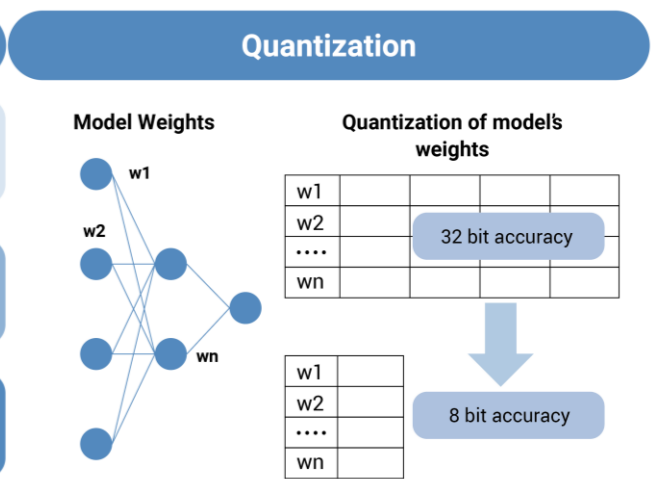 Quantization
Model Weights
w1
w2
wn
Quantization of model's
weights
w1
w2
....
wn
32 bit accuracy
w1
w2
....
wn
8 bit accuracy